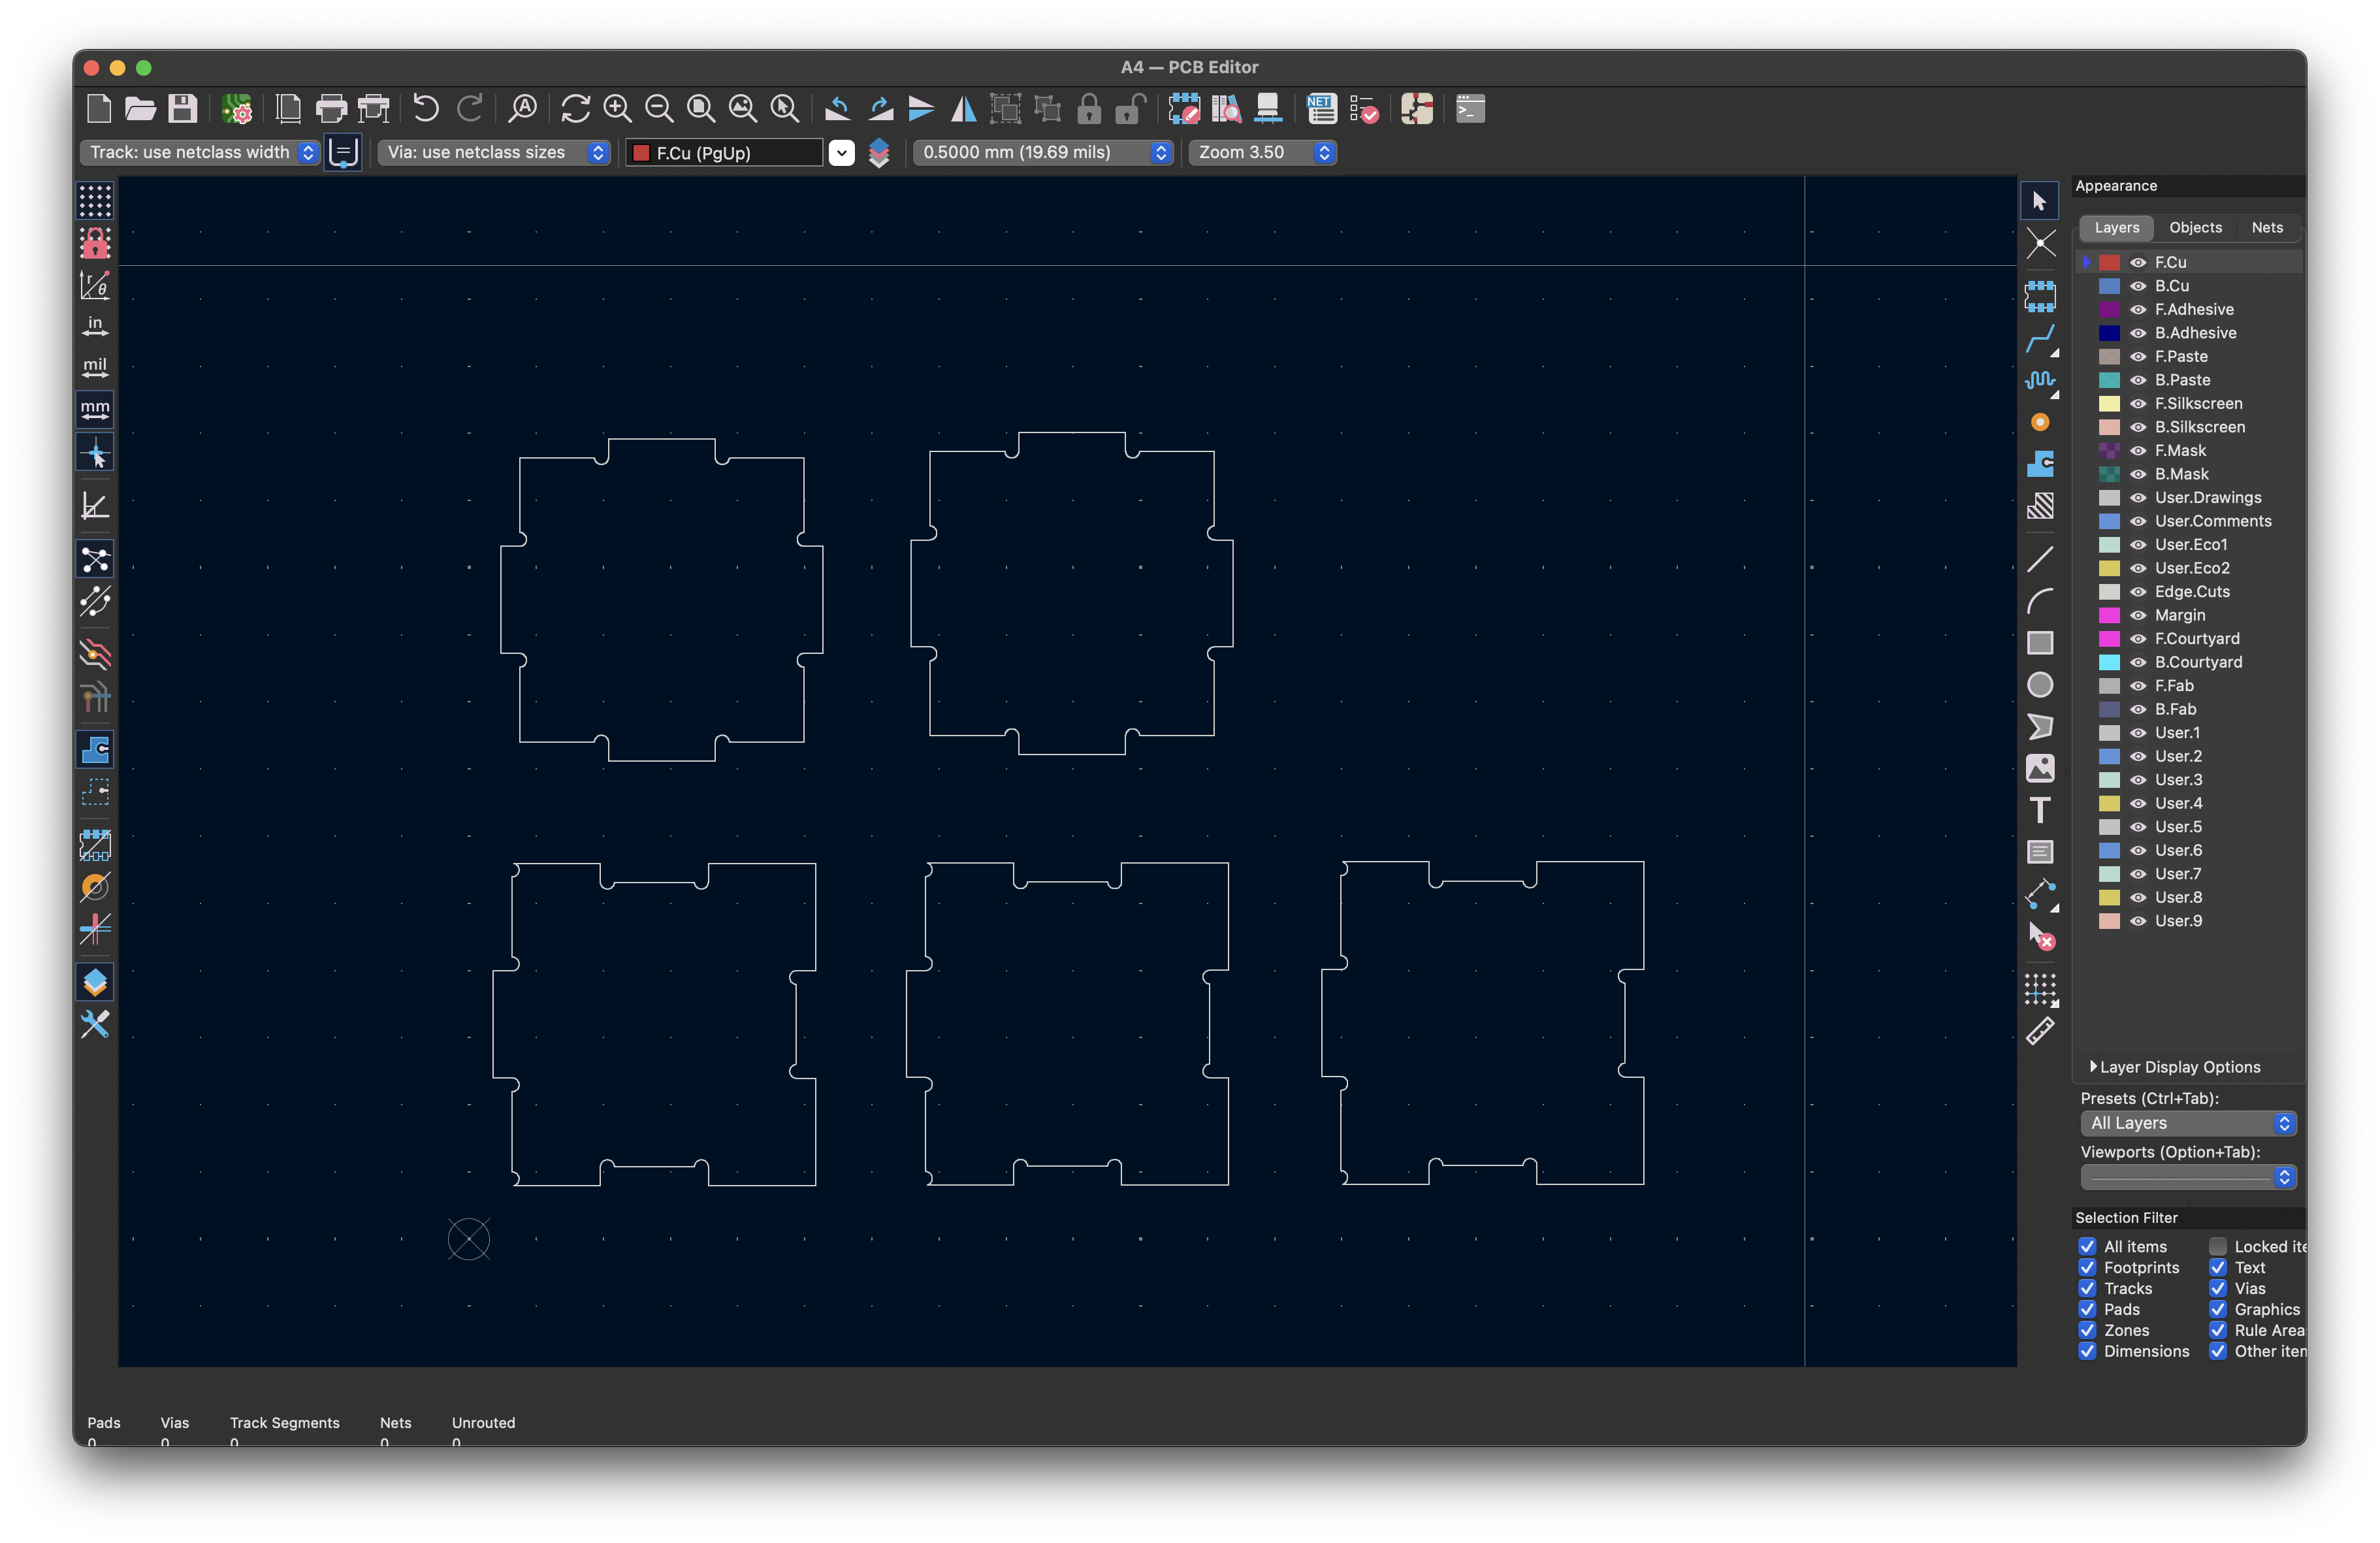 A4 — PCB Editor
A
NET
Track: use netclass width
Via: use netclass sizes
F.Cu (PgUp)
0.5000 mm (19.69 mils)
Zoom 3.50
r
θ
in
mil
mm
T
Appearance
Layers
Objects
Nets
F.Cu
B.Cu
F.Adhesive
B.Adhesive
F.Paste
B.Paste
F.Silkscreen
B.Silkscreen
F.Mask
B.Mask
User.Drawings
User.Comments
User.Eco1
User.Eco2
Edge.Cuts
Margin
F.Courtyard
B.Courtyard
F.Fab
B.Fab
User.1
User.2
User.3
User.4
User.5
User.6
User.7
User.8
User.9
Layer Display Options
Presets (Ctrl+Tab):
All Layers
Viewports (Option+Tab):
Selection Filter
All items
Locked ite
Footprints
Text
Tracks
Vias
Pads
Graphics
Zones
Rule Area
Dimensions
Other iten
Pads Vias Track Segments Nets Unrouted
0 0 0 0 0